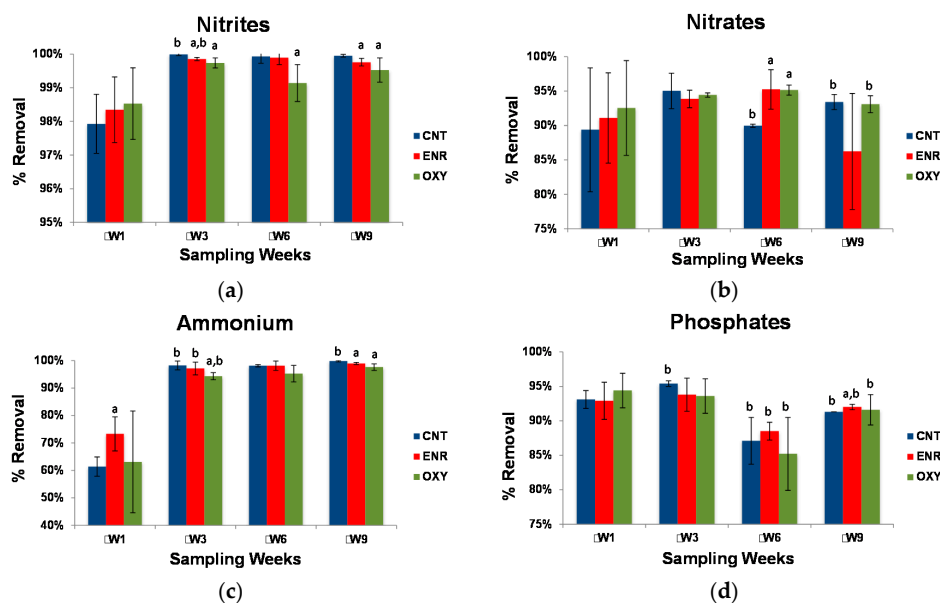 Nitrites
b a,b a
a
a a
100%
99%
98%
97%
96%
95%
% Removal
CNT
ENR
OXY
□W1 □W3 □W6 □W9
Sampling Weeks
(a)
Nitrates
a
b a
b b
100%
95%
90%
85%
80%
75%
% Removal
CNT
ENR
OXY
□W1 □W3 □W6 □W9
Sampling Weeks
(b)
Ammonium
a
b b a,b
b a a
100%
90%
80%
70%
60%
50%
40%
% Removal
CNT
ENR
OXY
□W1 □W3 □W6 □W9
Sampling Weeks
(c)
Phosphates
b
b b b
b a,b b
100%
95%
90%
85%
80%
75%
% Removal
CNT
ENR
OXY
□W1 □W3 □W6 □W9
Sampling Weeks
(d)